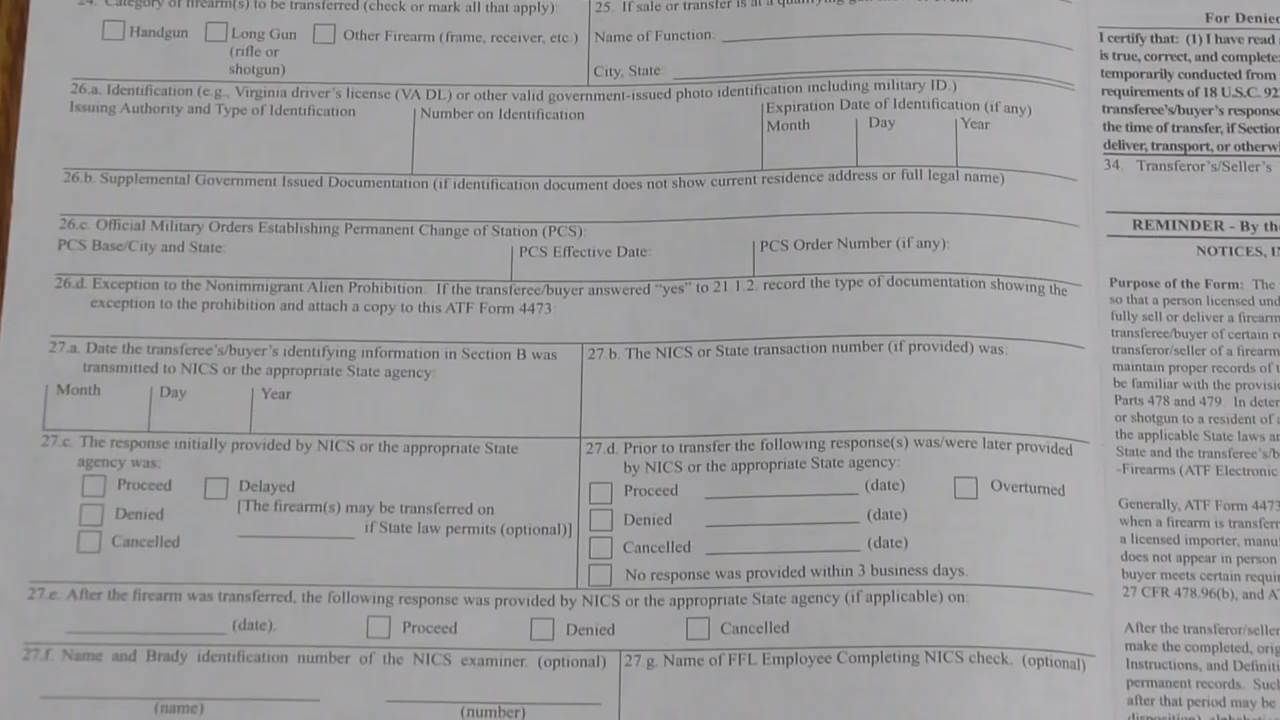 24. Category of firearm(s) to be transferred (check or mark all that apply):
Handgun Long Gun (rifle or shotgun) Other Firearm (frame, receiver, etc.)
25. If sale or transfer is at a
Name of Function:
City, State:
26.a. Identification (e.g., Virginia driver's license (VA DL) or other valid government-issued photo identification including military ID.)
Issuing Authority and Type of Identification
Number on Identification
Expiration Date of Identification (if any)
Month Day Year
26.b. Supplemental Government Issued Documentation (if identification document does not show current residence address or full legal name)
26.c. Official Military Orders Establishing Permanent Change of Station (PCS):
PCS Base/City and State:
PCS Effective Date:
PCS Order Number (if any):
26.d. Exception to the Nonimmigrant Alien Prohibition: If the transferee/buyer answered "yes" to 21.l.2. record the type of documentation showing the
exception to the prohibition and attach a copy to this ATF Form 4473:
27.a. Date the transferee's/buyer's identifying information in Section B was
transmitted to NICS or the appropriate State agency:
Month Day Year
27.b. The NICS or State transaction number (if provided) was:
27.c. The response initially provided by NICS or the appropriate State
agency was:
Proceed Delayed
[The firearm(s) may be transferred on
Denied
if State law permits (optional)]
Cancelled
27.d. Prior to transfer the following response(s) was/were later provided
by NICS or the appropriate State agency:
Proceed (date) Overturned
Denied (date)
Cancelled (date)
No response was provided within 3 business days.
27.e. After the firearm was transferred, the following response was provided by NICS or the appropriate State agency (if applicable) on:
(date). Proceed Denied Cancelled
27.f. Name and Brady identification number of the NICS examiner. (optional)
(name) (number)
27.g. Name of FFL Employee Completing NICS check. (optional)
For Denied
I certify that: (1) I have read
is true, correct, and complete
temporarily conducted from
requirements of 18 U.S.C. 92
transferee's/buyer's response
the time of transfer, if Section
deliver, transport, or otherwi
34. Transferor's/Seller's
REMINDER - By the
NOTICES, I
Purpose of the Form: The
so that a person licensed und
fully sell or deliver a firearm
transferee/buyer of certain r
transferor/seller of a firearm
maintain proper records of t
be familiar with the provisi
Parts 478 and 479. In deter
or shotgun to a resident of
the applicable State laws a
State and the transferee's/b
-Firearms (ATF Electronic
Generally, ATF Form 4473
when a firearm is transferr
a licensed importer, manu
does not appear in person
buyer meets certain requir
27 CFR 478.96(b), and A
After the transferor/seller
make the completed, orig
Instructions, and Definiti
permanent records. Such
after that period may be